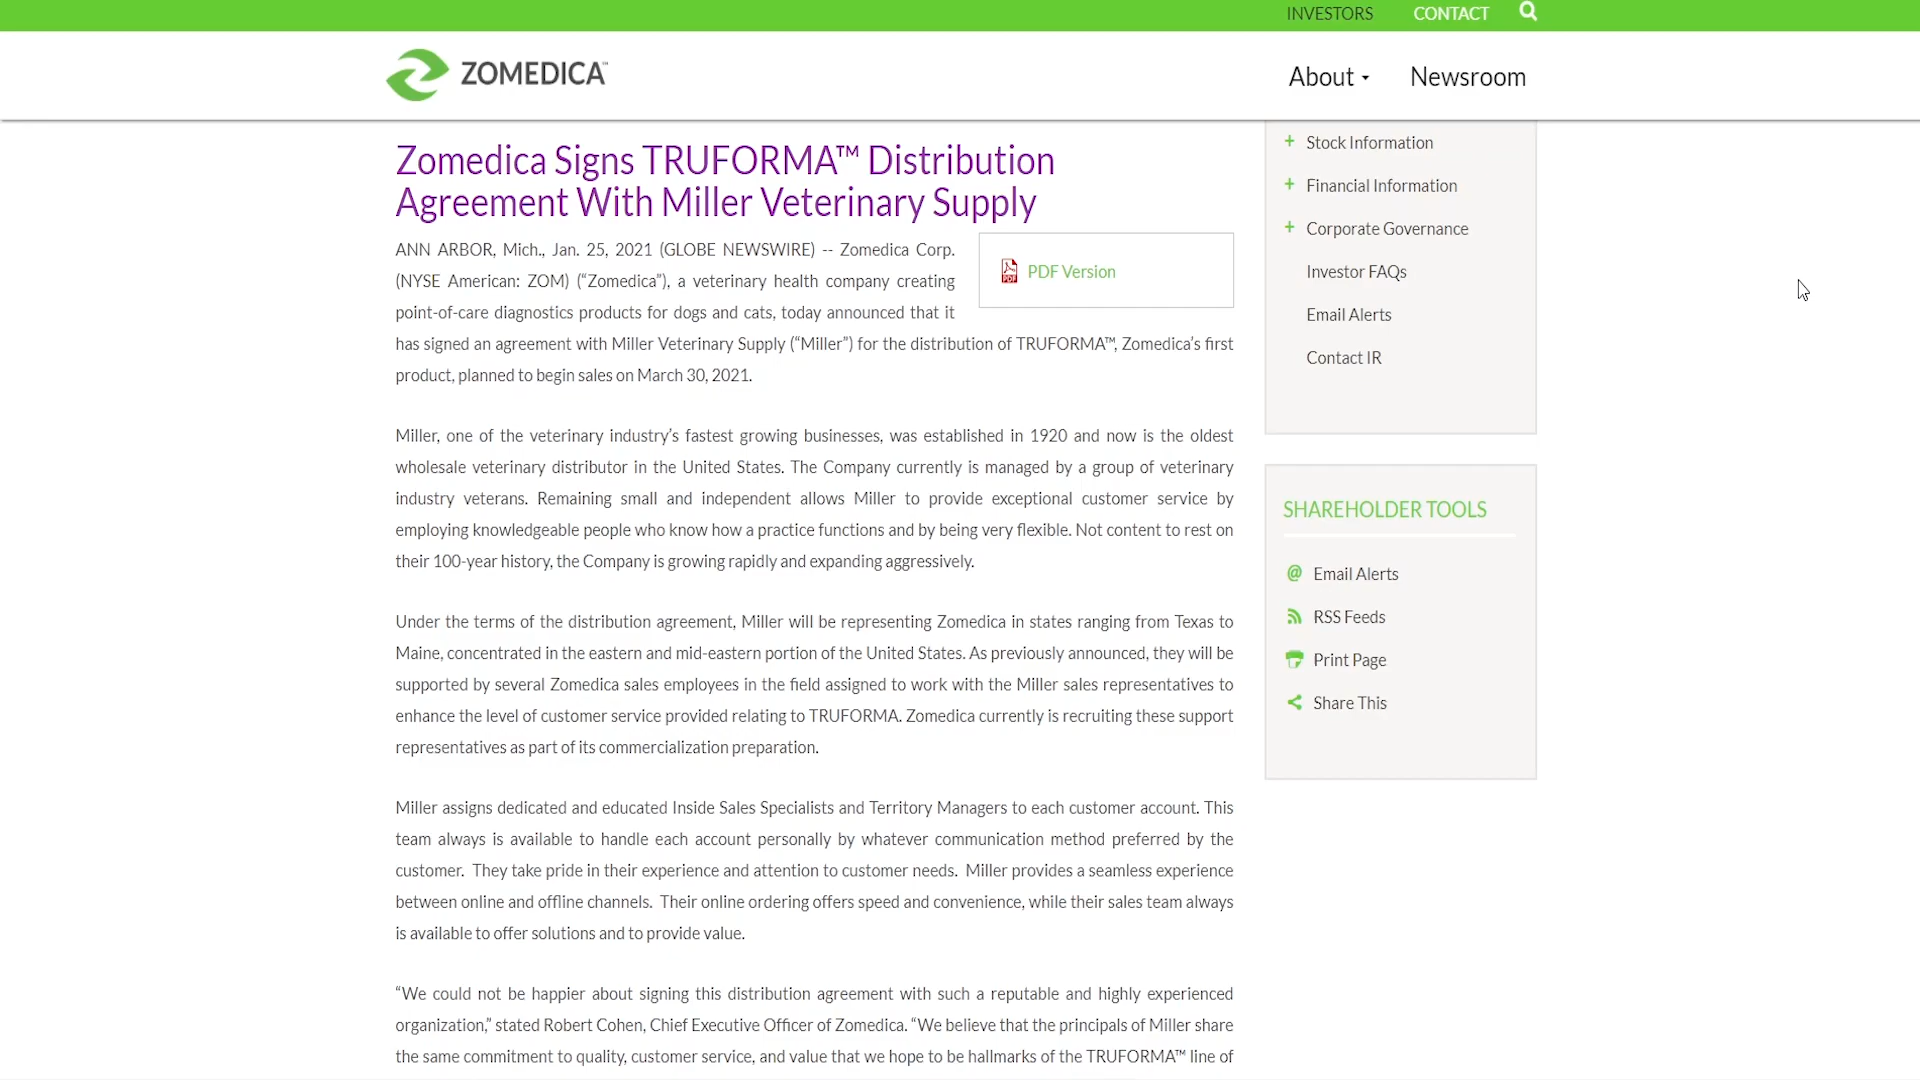 INVESTORS CONTACT
ZOMEDICA™
About Newsroom
Zomedica Signs TRUFORMA™ Distribution
Agreement With Miller Veterinary Supply
ANN ARBOR, Mich., Jan. 25, 2021 (GLOBE NEWSWIRE) -- Zomedica Corp.
(NYSE American: ZOM) (“Zomedica”), a veterinary health company creating
point-of-care diagnostics products for dogs and cats, today announced that it
has signed an agreement with Miller Veterinary Supply (“Miller”) for the distribution of TRUFORMA™, Zomedica’s first
product, planned to begin sales on March 30, 2021.
PDF Version
Miller, one of the veterinary industry’s fastest growing businesses, was established in 1920 and now is the oldest
wholesale veterinary distributor in the United States. The Company currently is managed by a group of veterinary
industry veterans. Remaining small and independent allows Miller to provide exceptional customer service by
employing knowledgeable people who know how a practice functions and by being very flexible. Not content to rest on
their 100-year history, the Company is growing rapidly and expanding aggressively.
Under the terms of the distribution agreement, Miller will be representing Zomedica in states ranging from Texas to
Maine, concentrated in the eastern and mid-eastern portion of the United States. As previously announced, they will be
supported by several Zomedica sales employees in the field assigned to work with the Miller sales representatives to
enhance the level of customer service provided relating to TRUFORMA. Zomedica currently is recruiting these support
representatives as part of its commercialization preparation.
Miller assigns dedicated and educated Inside Sales Specialists and Territory Managers to each customer account. This
team always is available to handle each account personally by whatever communication method preferred by the
customer. They take pride in their experience and attention to customer needs. Miller provides a seamless experience
between online and offline channels. Their online ordering offers speed and convenience, while their sales team always
is available to offer solutions and to provide value.
“We could not be happier about signing this distribution agreement with such a reputable and highly experienced
organization,” stated Robert Cohen, Chief Executive Officer of Zomedica. “We believe that the principals of Miller share
the same commitment to quality, customer service, and value that we hope to be hallmarks of the TRUFORMA™ line of
+ Stock Information
+ Financial Information
+ Corporate Governance
Investor FAQs
Email Alerts
Contact IR
SHAREHOLDER TOOLS
@ Email Alerts
RSS Feeds
Print Page
Share This